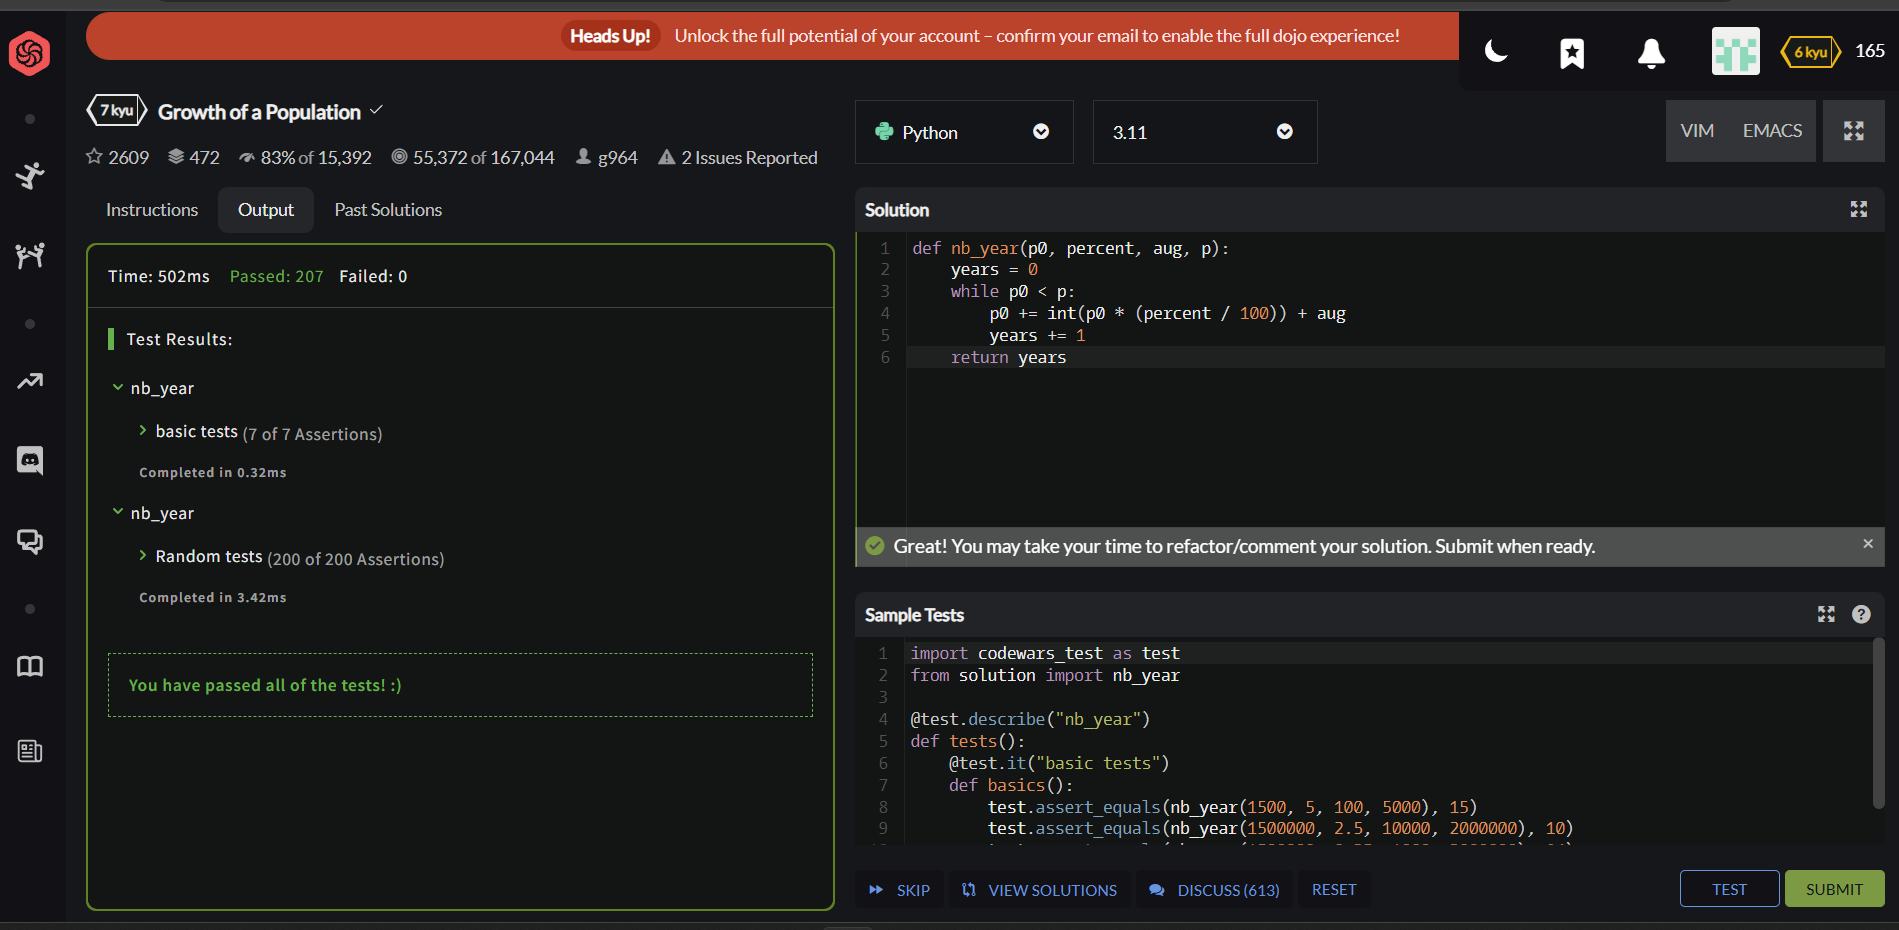 Heads Up! Unlock the full potential of your account – confirm your email to enable the full dojo experience!
6 kyu 165
7 kyu Growth of a Population
2609 472 83% of 15,392 55,372 of 167,044 g964 2 Issues Reported
Python 3.11 VIM EMACS
Instructions Output Past Solutions
Time: 502ms Passed: 207 Failed: 0
Test Results:
nb_year
basic tests (7 of 7 Assertions)
Completed in 0.32ms
nb_year
Random tests (200 of 200 Assertions)
Completed in 3.42ms
You have passed all of the tests! :)
Solution
1 def nb_year(p0, percent, aug, p):
2     years = 0
3     while p0 < p:
4         p0 += int(p0 * (percent / 100)) + aug
5         years += 1
6     return years
Great! You may take your time to refactor/comment your solution. Submit when ready.
Sample Tests
1 import codewars_test as test
2 from solution import nb_year
3
4 @test.describe("nb_year")
5 def tests():
6     @test.it("basic tests")
7     def basics():
8         test.assert_equals(nb_year(1500, 5, 100, 5000), 15)
9         test.assert_equals(nb_year(1500000, 2.5, 10000, 2000000), 10)
SKIP VIEW SOLUTIONS DISCUSS (613) RESET TEST SUBMIT